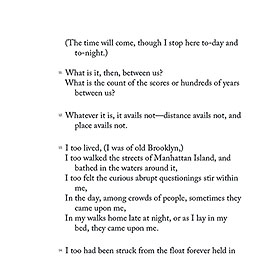 (The time will come, though I stop here to-day and
to-night.)
What is it, then, between us?
What is the count of the scores or hundreds of years
between us?
Whatever it is, it avails not—distance avails not, and
place avails not.
I too lived, (I was of old Brooklyn,)
I too walked the streets of Manhattan Island, and
bathed in the waters around it,
I too felt the curious abrupt questionings stir within
me,
In the day, among crowds of people, sometimes they
came upon me,
In my walks home late at night, or as I lay in my
bed, they came upon me.
I too had been struck from the float forever held in